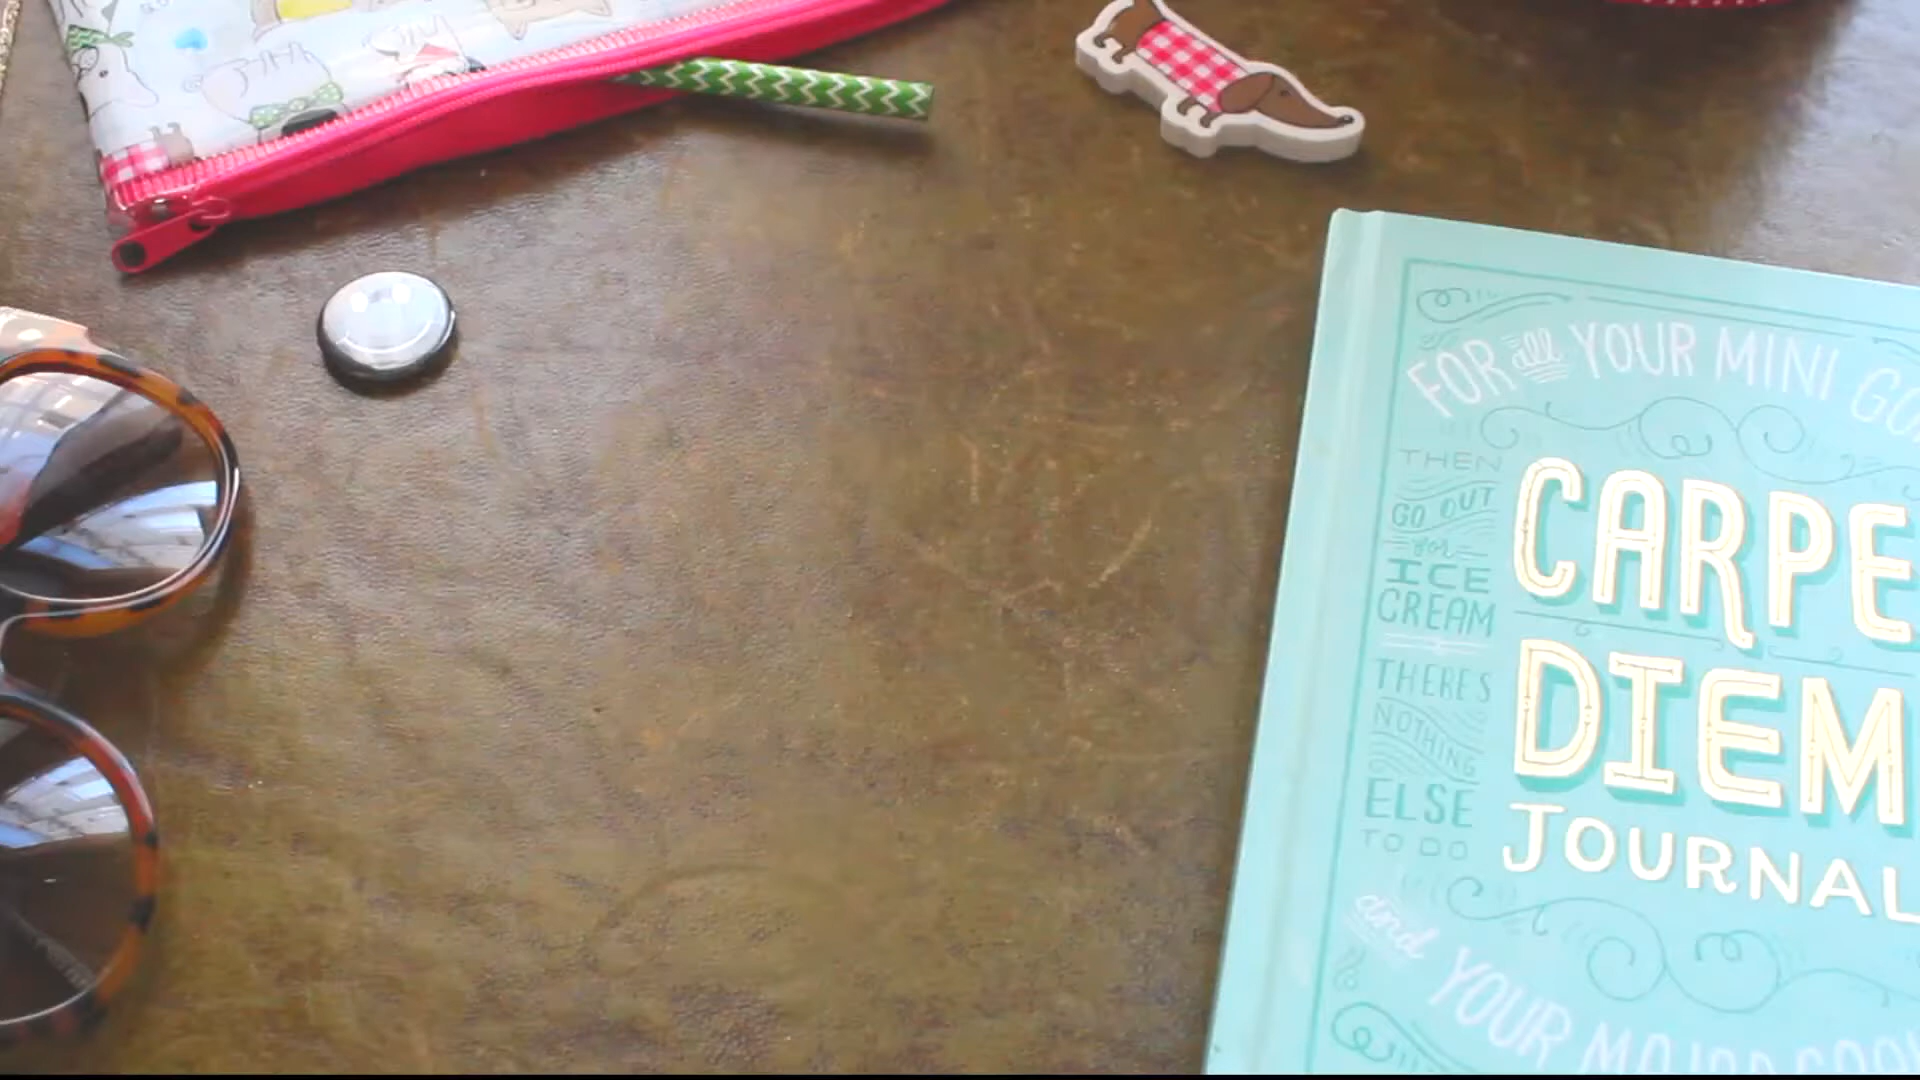 FOR all YOUR MINI
THEN
GO OUT
for
ICE
CREAM
THERE'S
NOTHING
ELSE
TO DO
CARPE
DIEM
JOURNAL
and YOUR MAJOR